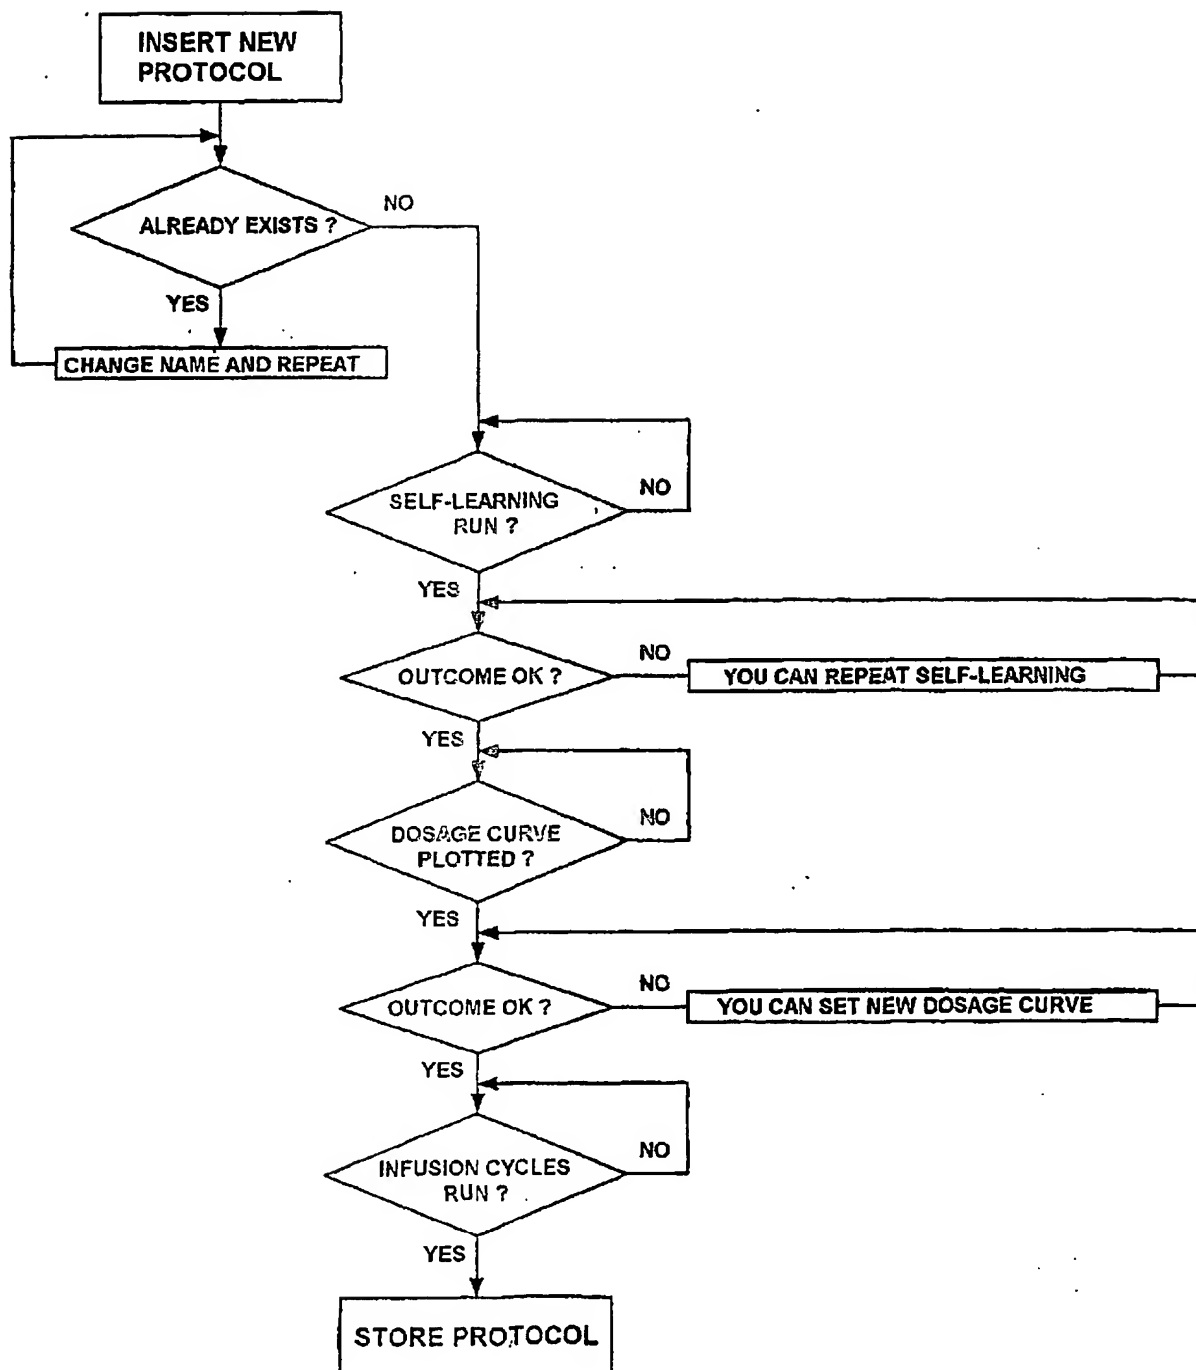 INSERT NEW
PROTOCOL
NO
ALREADY EXISTS ?
YES
CHANGE NAME AND REPEAT
NO
SELF-LEARNING
RUN ?
YES
NO
OUTCOME OK ?
YOU CAN REPEAT SELF-LEARNING
YES
NO
DOSAGE CURVE
PLOTTED ?
YES
NO
OUTCOME OK ?
YOU CAN SET NEW DOSAGE CURVE
YES
NO
INFUSION CYCLES
RUN ?
YES
STORE PROTOCOL